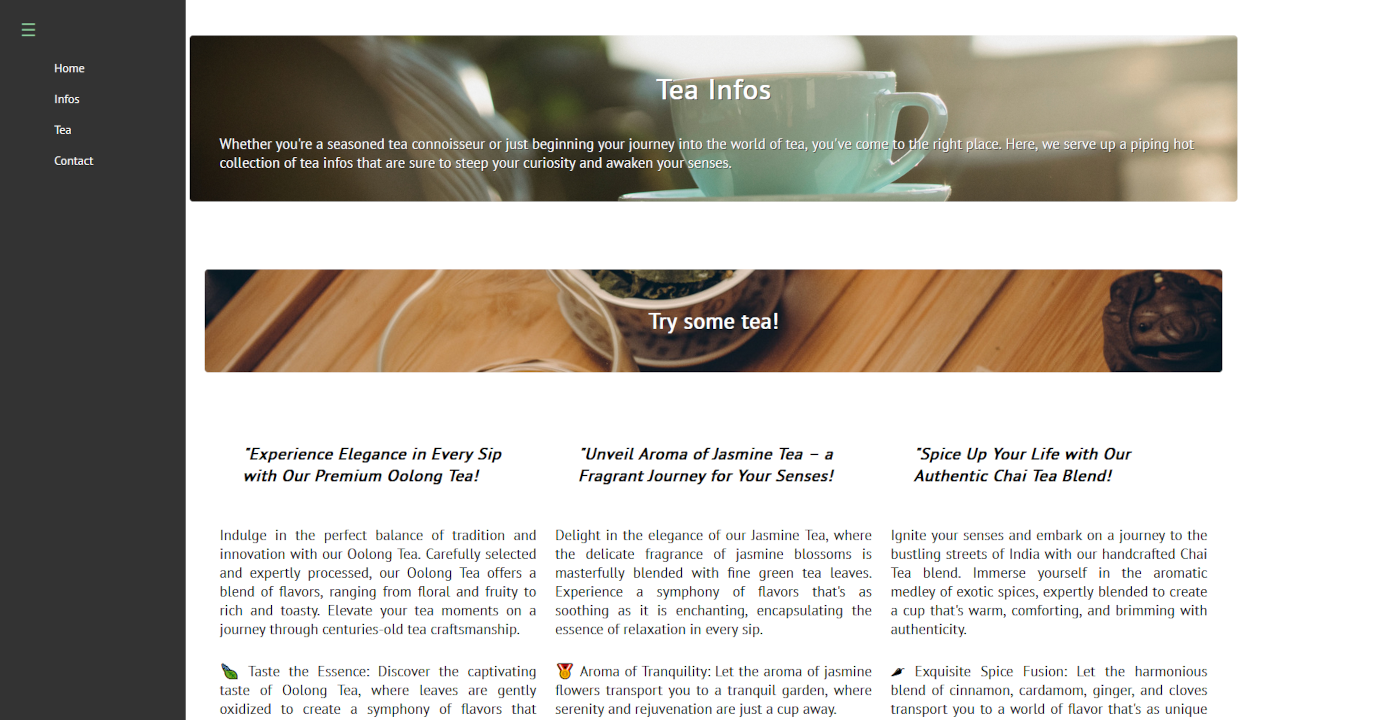 Home
Infos
Tea
Contact
Tea Infos
Whether you're a seasoned tea connoisseur or just beginning your journey into the world of tea, you've come to the right place. Here, we serve up a piping hot
collection of tea infos that are sure to steep your curiosity and awaken your senses.
Try some tea!
"Experience Elegance in Every Sip
with Our Premium Oolong Tea!
Indulge in the perfect balance of tradition and
innovation with our Oolong Tea. Carefully selected
and expertly processed, our Oolong Tea offers a
blend of flavors, ranging from floral and fruity to
rich and toasty. Elevate your tea moments on a
journey through centuries-old tea craftsmanship.
Taste the Essence: Discover the captivating
taste of Oolong Tea, where leaves are gently
oxidized to create a symphony of flavors that
"Unveil Aroma of Jasmine Tea – a
Fragrant Journey for Your Senses!
Delight in the elegance of our Jasmine Tea, where
the delicate fragrance of jasmine blossoms is
masterfully blended with fine green tea leaves.
Experience a symphony of flavors that's as
soothing as it is enchanting, encapsulating the
essence of relaxation in every sip.
Aroma of Tranquility: Let the aroma of jasmine
flowers transport you to a tranquil garden, where
serenity and rejuvenation are just a cup away.
"Spice Up Your Life with Our
Authentic Chai Tea Blend!
Ignite your senses and embark on a journey to the
bustling streets of India with our handcrafted Chai
Tea blend. Immerse yourself in the aromatic
medley of exotic spices, expertly blended to create
a cup that's warm, comforting, and brimming with
authenticity.
Exquisite Spice Fusion: Let the harmonious
blend of cinnamon, cardamom, ginger, and cloves
transport you to a world of flavor that's as unique